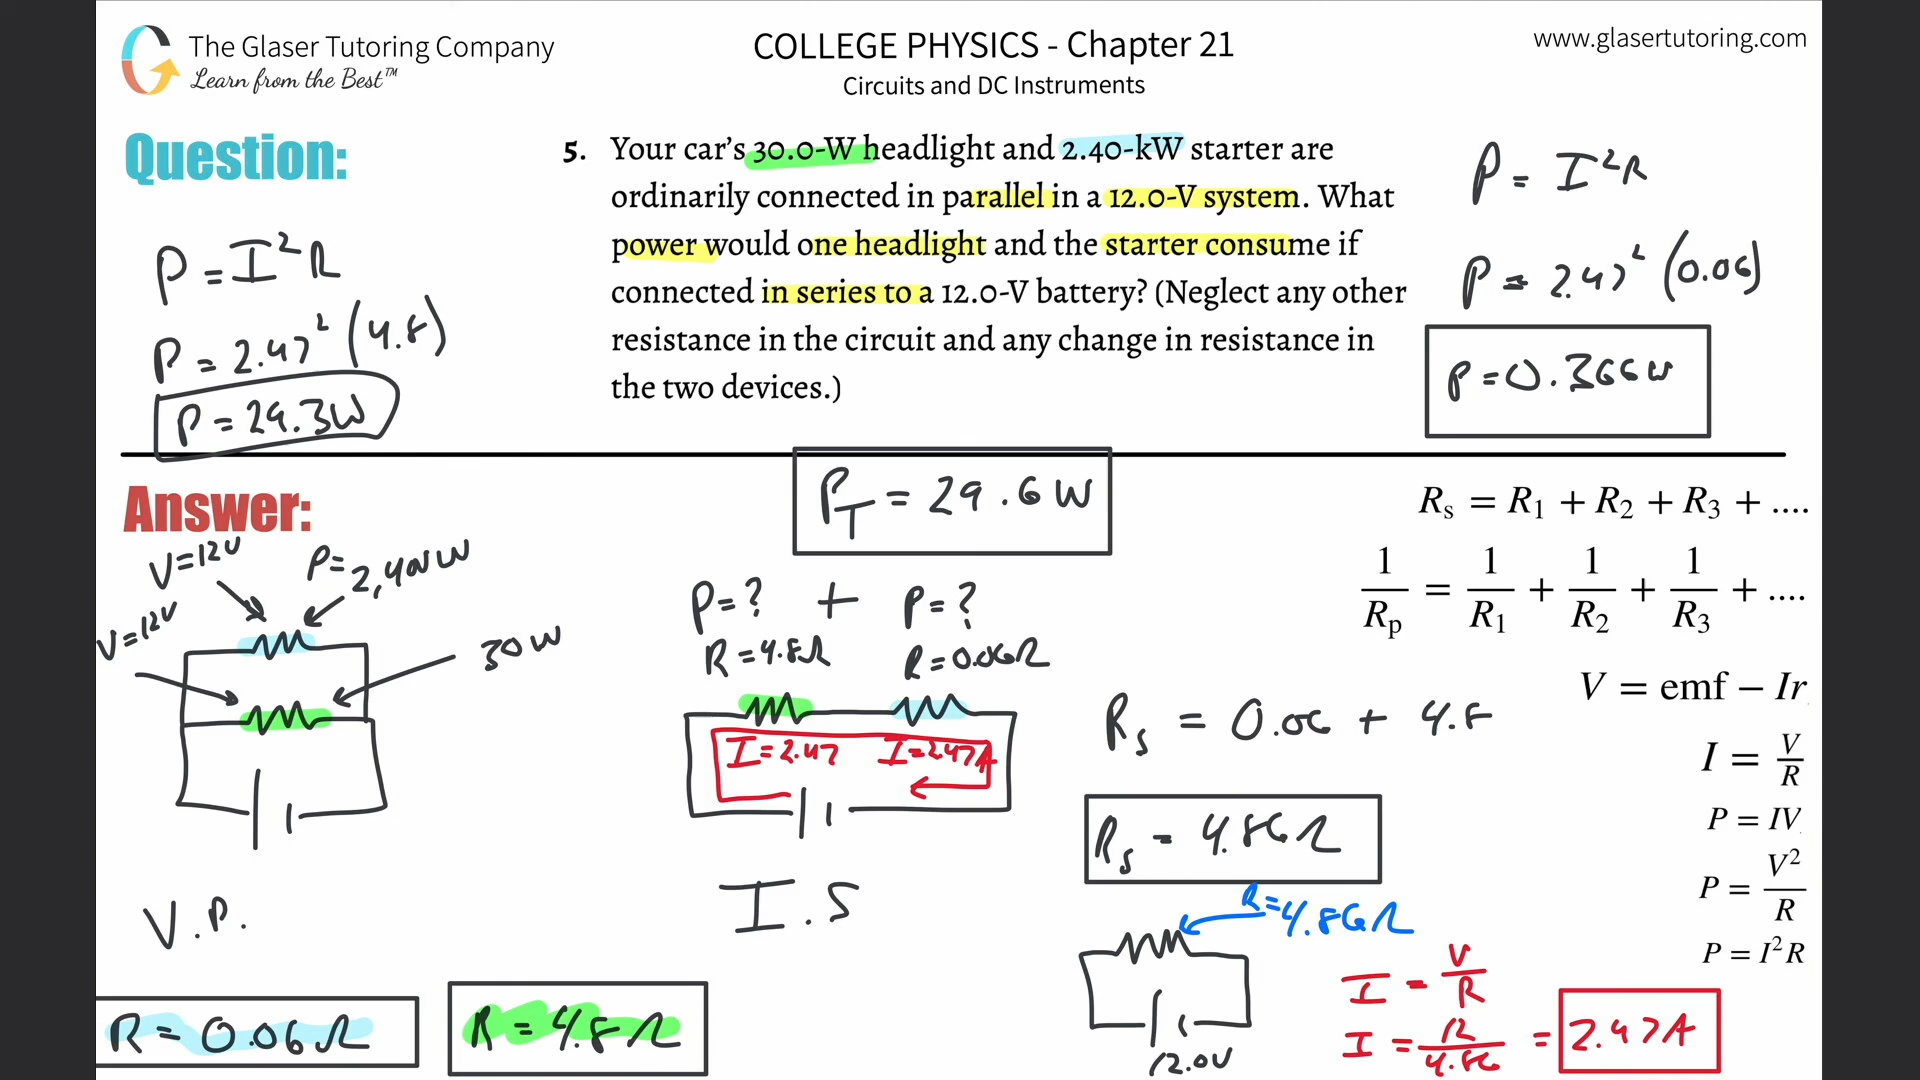 The Glaser Tutoring Company
Learn from the Best™
COLLEGE PHYSICS - Chapter 21
Circuits and DC Instruments
www.glasertutoring.com
Question:
5. Your car's 30.0-W headlight and 2.40-kW starter are
ordinarily connected in parallel in a 12.0-V system. What
power would one headlight and the starter consume if
connected in series to a 12.0-V battery? (Neglect any other
resistance in the circuit and any change in resistance in
the two devices.)
P = I²R
P = 2.47² (4.8)
P = 29.3W
P = I²R
P = 2.47² (0.06)
P = 0.366W
Answer:
P_T = 29.6 W
V=12V
P=2,400W
V=12V
30W
V.P.
R = 0.06Ω
R = 4.8Ω
P=? + P=?
R=4.8Ω R=0.06Ω
I=2.47 I=2.47A
I.S
R_s = 0.06 + 4.8
R_s = 4.86Ω
R=4.86Ω
12.0V
I = V/R
I = 12/4.86 = 2.47A
R_s = R_1 + R_2 + R_3 + ....
1/R_p = 1/R_1 + 1/R_2 + 1/R_3 + ....
V = emf − Ir
I = V/R
P = IV
P = V²/R
P = I²R